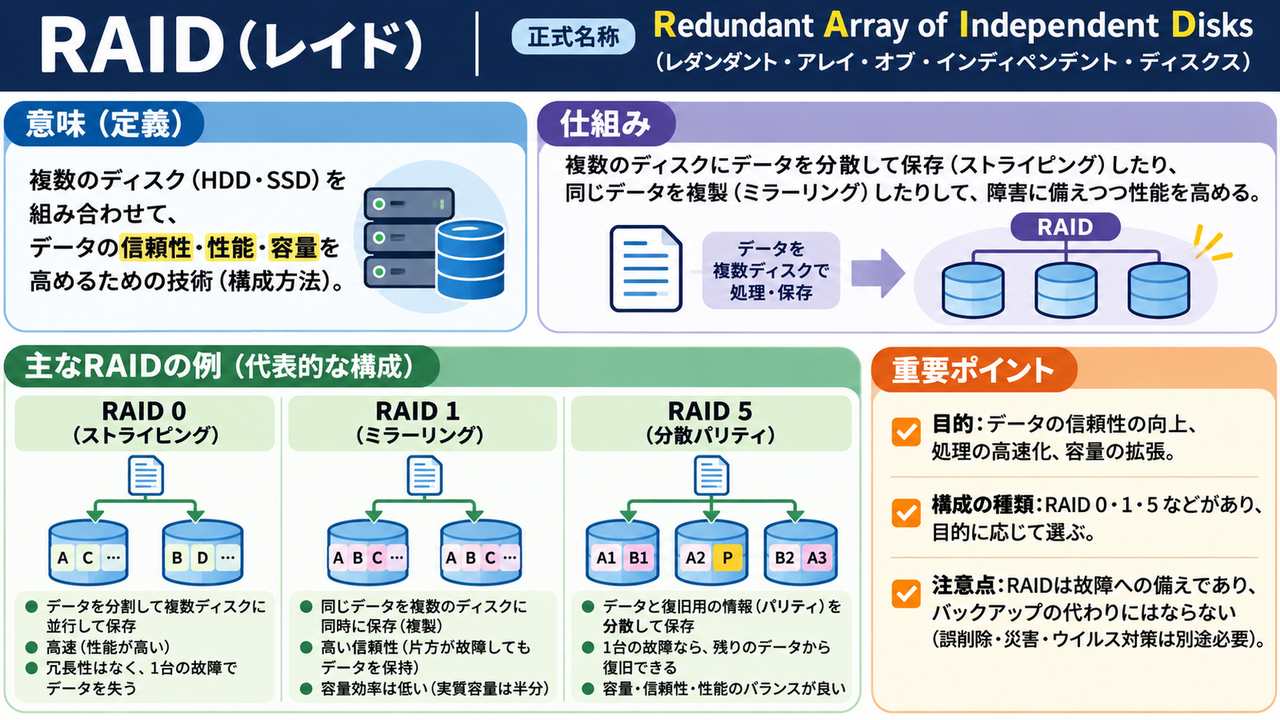 RAID（レイド）
正式名称
Redundant Array of Independent Disks
（レダンダント・アレイ・オブ・インディペンデント・ディスクス）
意味（定義）
複数のディスク（HDD・SSD）を
組み合わせて、
データの信頼性・性能・容量を
高めるための技術（構成方法）。
仕組み
複数のディスクにデータを分散して保存（ストライピング）したり、
同じデータを複製（ミラーリング）したりして、障害に備えつつ性能を高める。
データを
複数ディスクで
処理・保存
RAID
主なRAIDの例（代表的な構成）
RAID 0
（ストライピング）
A C …
B D …
データを分割して複数ディスクに
並行して保存
高速（性能が高い）
冗長性はなく、1台の故障で
データを失う
RAID 1
（ミラーリング）
A B C …
A B C …
同じデータを複数のディスクに
同時に保存（複製）
高い信頼性（片方が故障しても
データを保持）
容量効率は低い（実質容量は半分）
RAID 5
（分散パリティ）
A1 B1
A2 P
B2 A3
データと復旧用の情報（パリティ）を
分散して保存
1台の故障なら、残りのデータから
復旧できる
容量・信頼性・性能のバランスが良い
重要ポイント
目的：データの信頼性の向上、
処理の高速化、容量の拡張。
構成の種類：RAID 0・1・5 などがあり、
目的に応じて選ぶ。
注意点：RAIDは故障への備えであり、
バックアップの代わりにはならない
（誤削除・災害・ウイルス対策は別途必要）。